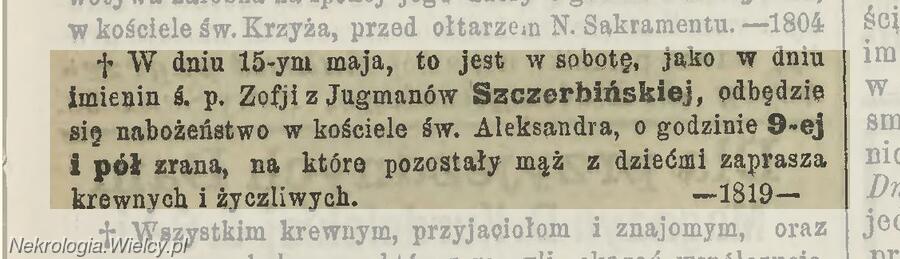 w kościele św. Krzyża, przed ołtarzem N. Sakramentu. —1804
† W dniu 15-ym maja, to jest w sobotę, jako w dniu
imienin ś. p. Zofji z Jugmanów Szczerbińskiej, odbędzie
się nabożeństwo w kościele św. Aleksandra, o godzinie 9-ej
i pół zrana, na które pozostały mąż z dziećmi zaprasza
krewnych i życzliwych. —1819—
† Wszystkim krewnym, przyjaciołom i znajomym, oraz
Nekrologia.Wielcy.pl